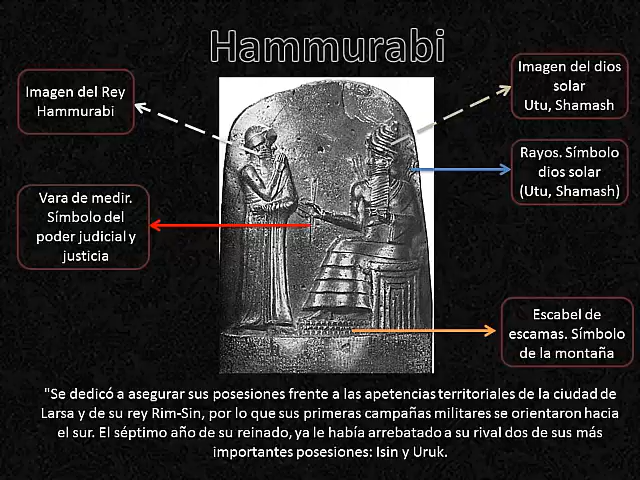 Hammurabi
Imagen del Rey
Hammurabi
Imagen del dios
solar
Utu, Shamash
Rayos. Símbolo
dios solar
(Utu, Shamash)
Vara de medir.
Símbolo del
poder judicial y
justicia
Escabel de
escamas. Símbolo
de la montaña
"Se dedicó a asegurar sus posesiones frente a las apetencias territoriales de la ciudad de
Larsa y de su rey Rim-Sin, por lo que sus primeras campañas militares se orientaron hacia
el sur. El séptimo año de su reinado, ya le había arrebatado a su rival dos de sus más
importantes posesiones: Isin y Uruk.